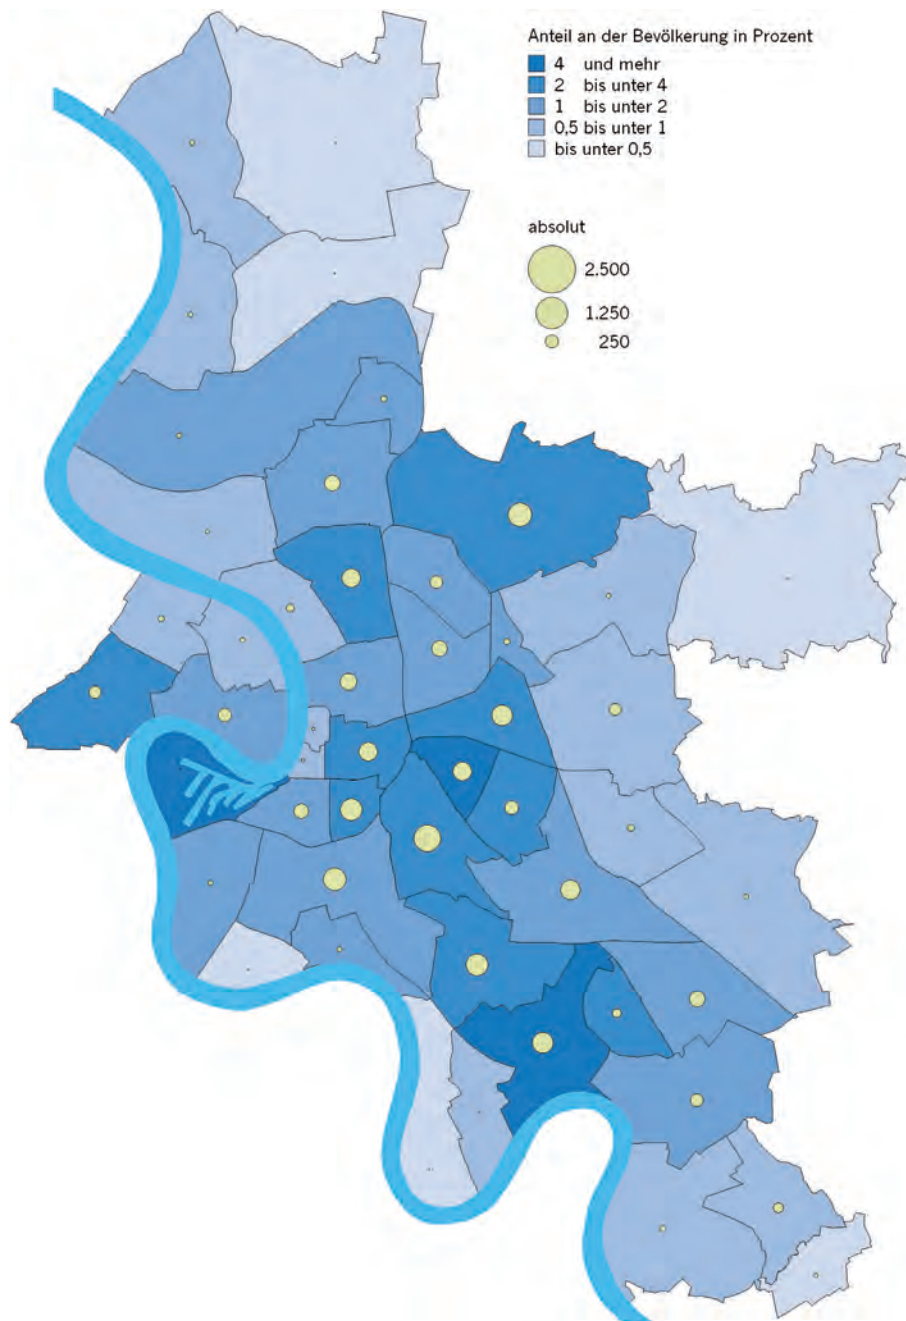 Anteil an der Bevölkerung in Prozent
4 und mehr
2 bis unter 4
1 bis unter 2
0,5 bis unter 1
bis unter 0,5
absolut
2.500
1.250
250